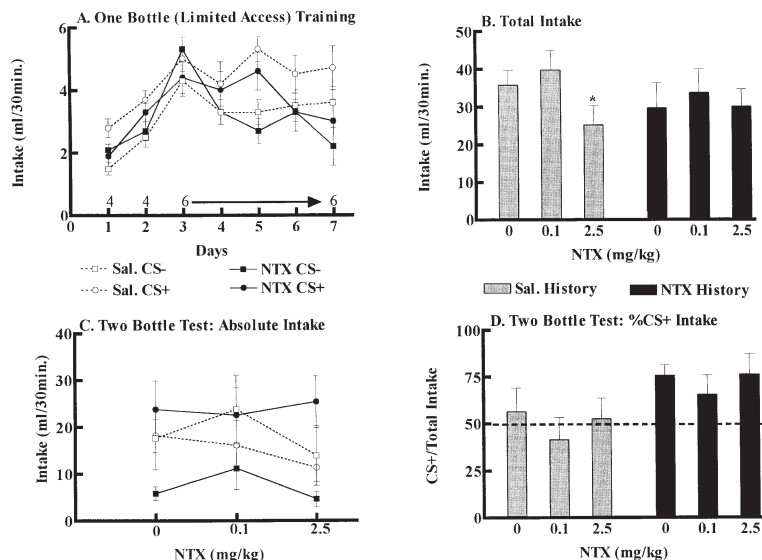 A. One Bottle (Limited Access) Training
Intake (ml/30min.)
6
4
2
0
4 4 6 6
0 1 2 3 4 5 6 7
Days
Sal. CS- NTX CS-
Sal. CS+ NTX CS+
B. Total Intake
Intake (ml/30min.)
50
40
30
20
10
0
*
0 0.1 2.5 0 0.1 2.5
NTX (mg/kg)
Sal. History NTX History
C. Two Bottle Test: Absolute Intake
Intake (ml/30min.)
40
30
20
10
0
0 0.1 2.5
NTX (mg/kg)
D. Two Bottle Test: %CS+ Intake
CS+/Total Intake
100
75
50
25
0
0 0.1 2.5 0 0.1 2.5
NTX (mg/kg)